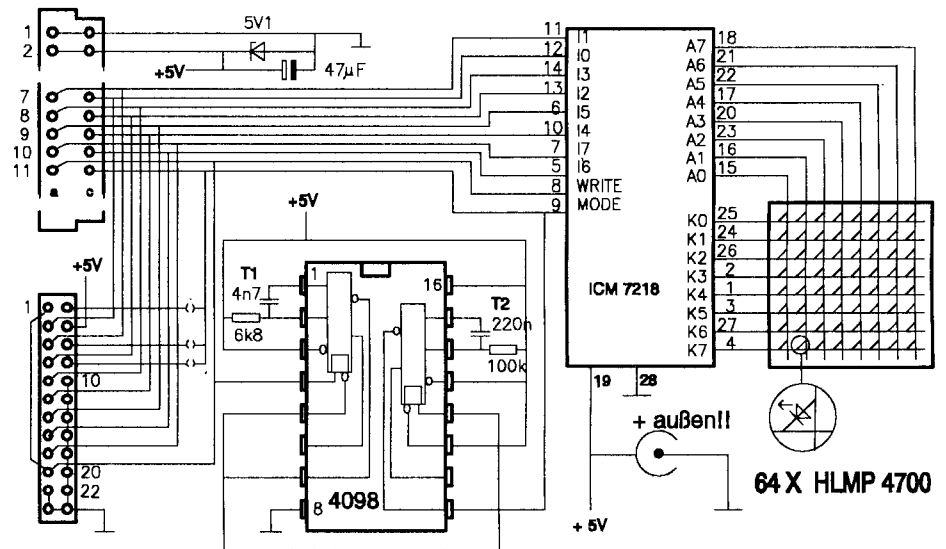 1
2
5V1
+5V
47µF
7
8
9
10
11
a c
11 I1
12 I0
14 I3
13 I2
6 I5
10 I4
7 I7
5 I6
8 WRITE
9 MODE
ICM 7218
A7 18
A6 21
A5 22
A4 17
A3 20
A2 23
A1 16
A0 15
K0 25
K1 24
K2 26
K3 2
K4 1
K5 3
K6 27
K7 4
19
28
+5V
1
10
20
22
+5V
T1
4n7
6k8
1
16
8
4098
T2
220n
100k
+ außen!!
+ 5V
64 X HLMP 4700